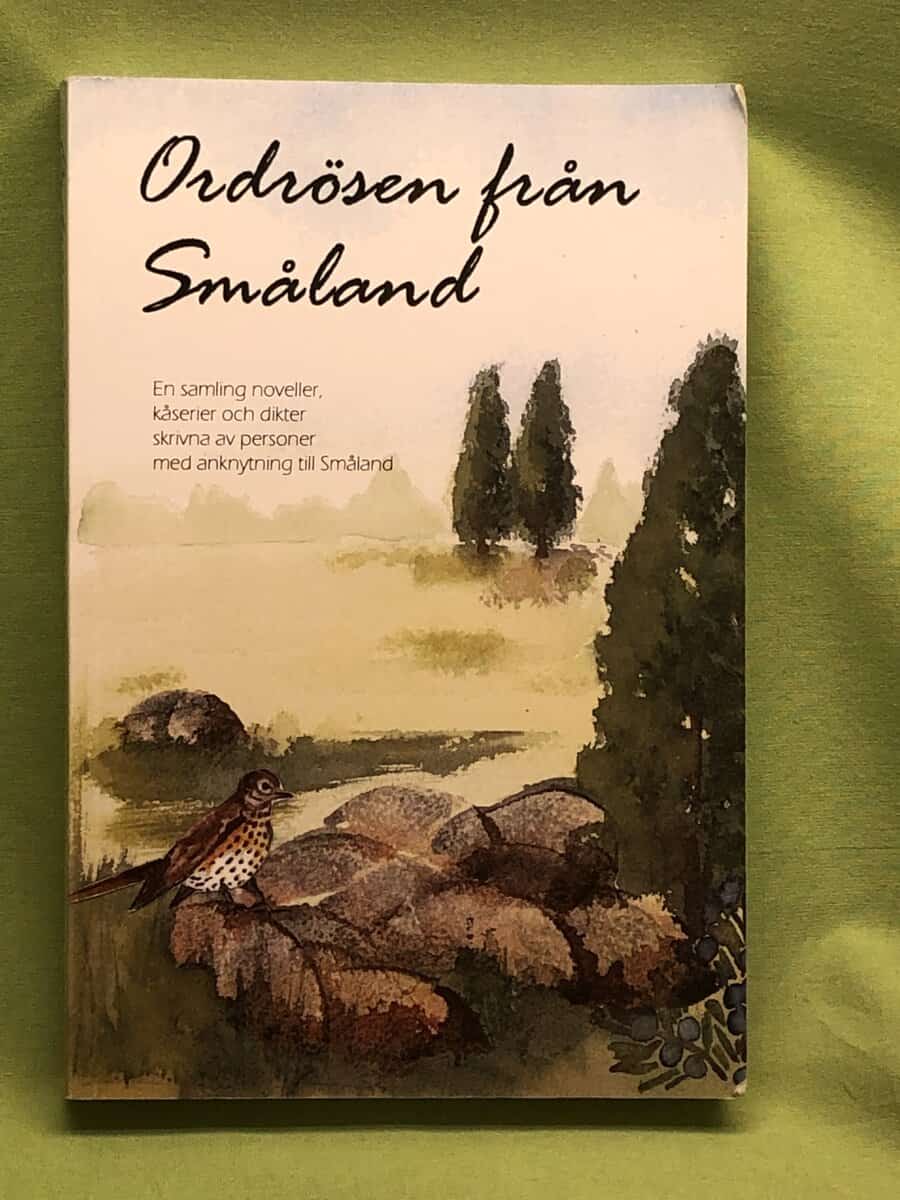 Ordrösen från
Småland
En samling noveller,
kåserier och dikter
skrivna av personer
med anknytning till Småland